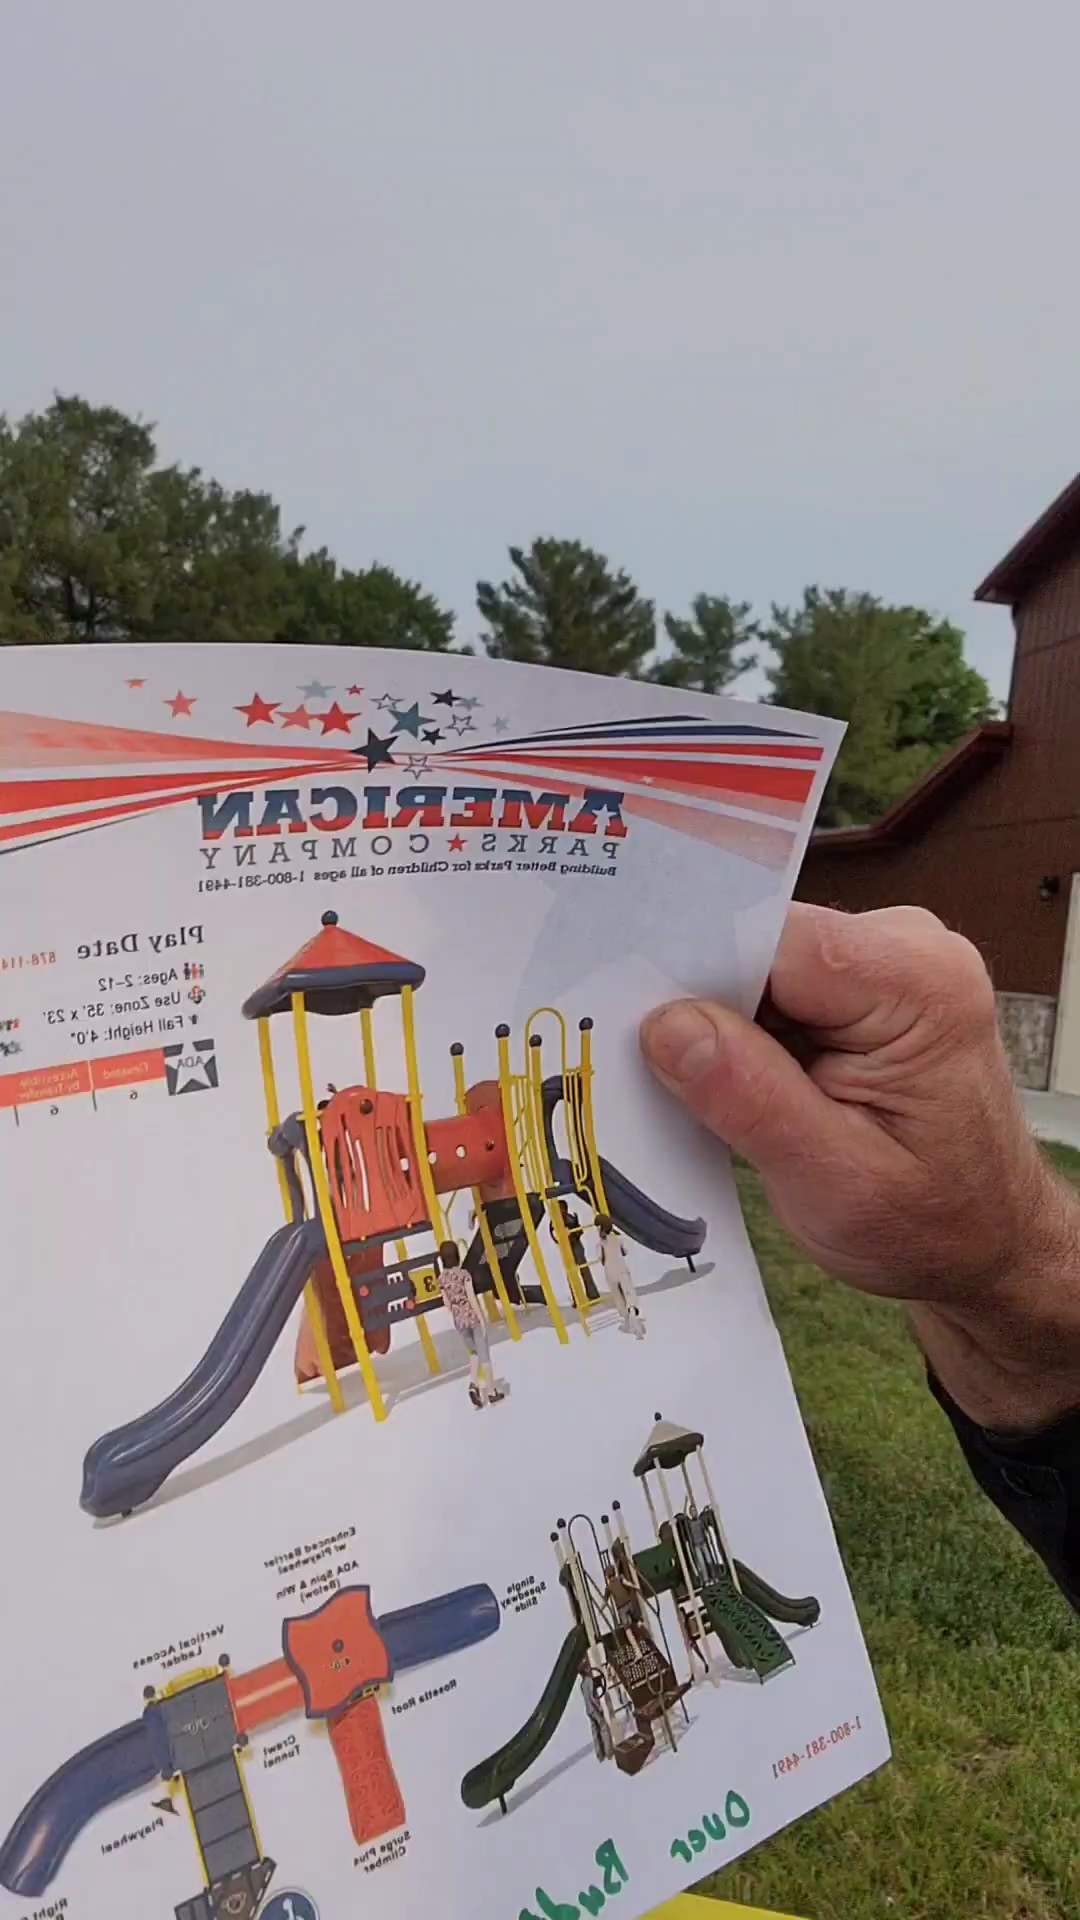 AMERICAN
PARKS COMPANY
Building Better Parks for Children of all ages 1-800-381-4491
Play Date 878-114
Ages: 2-12
Use Zone: 35' x 23'
Fall Height: 4'0"
ADA
Elevated
Accessible
by Transfer
6
6
Enhanced Barrier
w/ Playwheel
ADA Spin & Win
(Below)
Single
Speedway
Slide
Vertical Access
Ladder
Rosetta Roof
Crawl
Tunnel
Playwheel
Surge Plus
Climber
Right
1-800-381-4491
Over